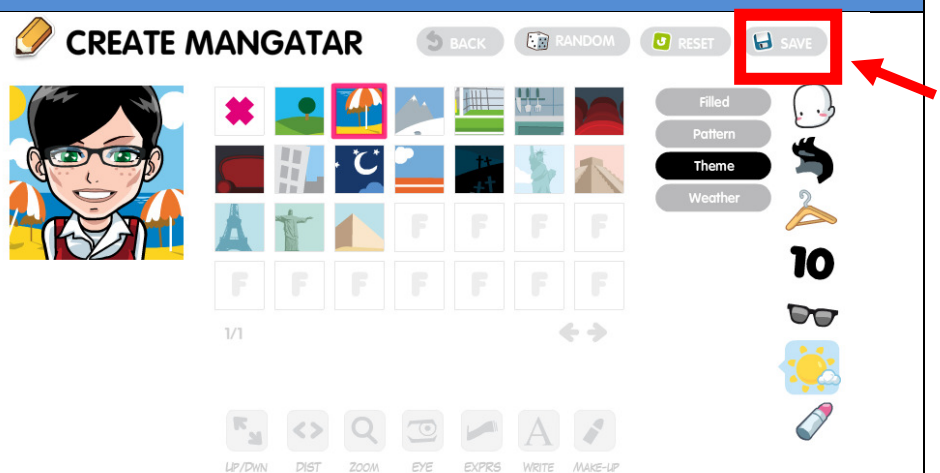 CREATE MANGATAR
BACK
RANDOM
RESET
SAVE
Filled
Pattern
Theme
Weather
F F F F
F F F F F F F
1/1
10
UP/DWN DIST ZOOM EYE EXPRS WRITE MAKE-UP
A